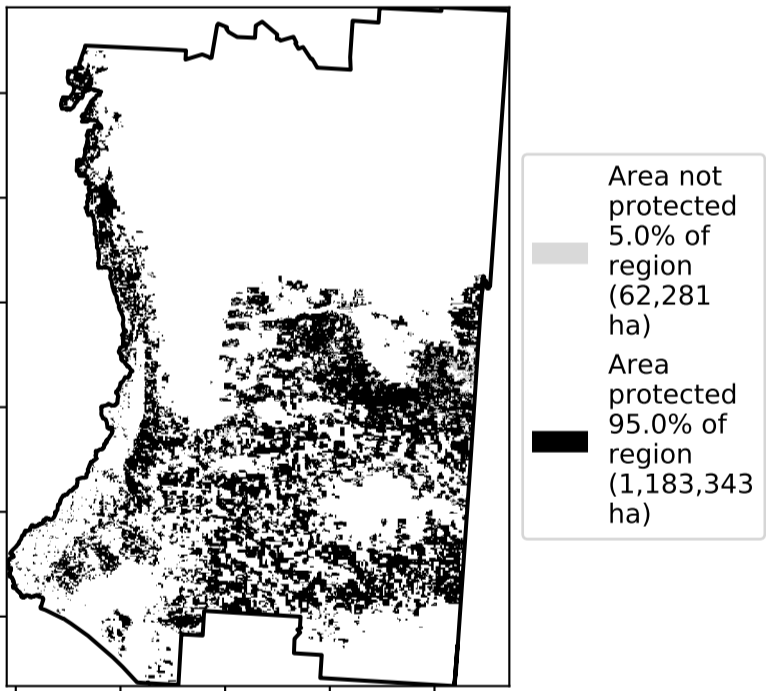 Area not
protected
5.0% of
region
(62,281
ha)
Area
protected
95.0% of
region
(1,183,343
ha)